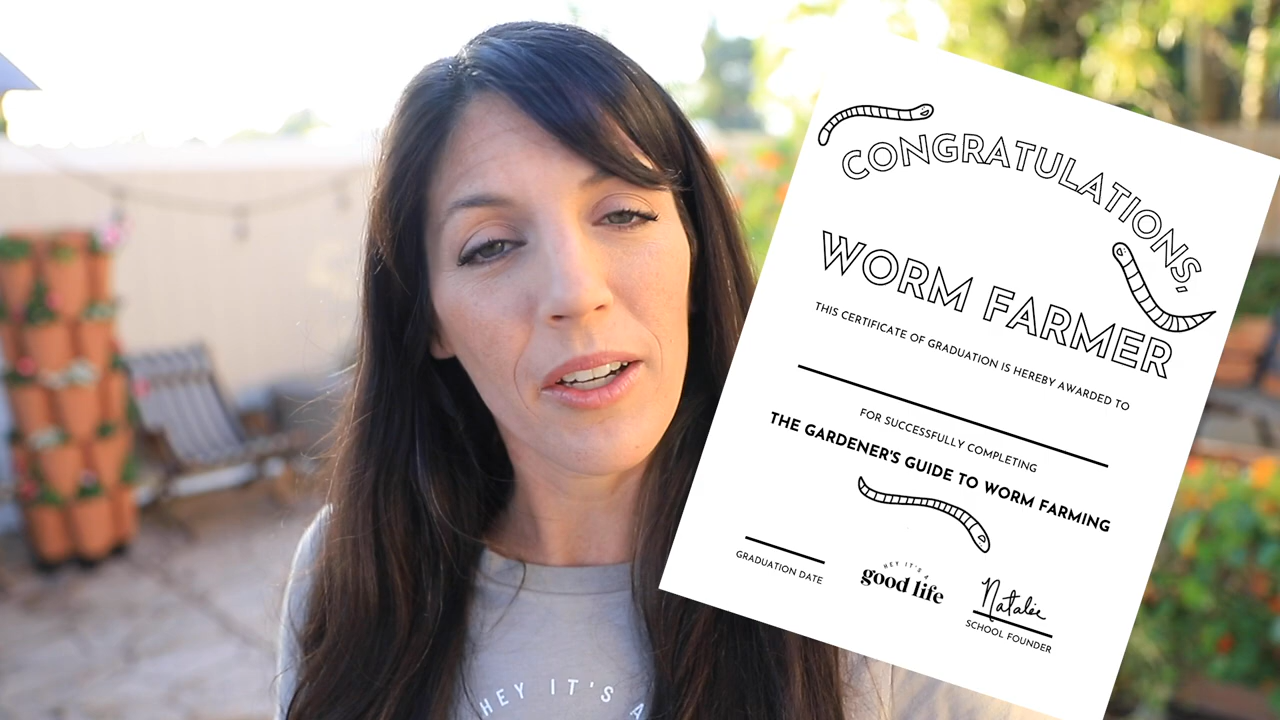 CONGRATULATIONS,
WORM FARMER
THIS CERTIFICATE OF GRADUATION IS HEREBY AWARDED TO
FOR SUCCESSFULLY COMPLETING
THE GARDENER'S GUIDE TO WORM FARMING
GRADUATION DATE
HEY IT'S A
good life
Natalie
SCHOOL FOUNDER
HEY IT'S A